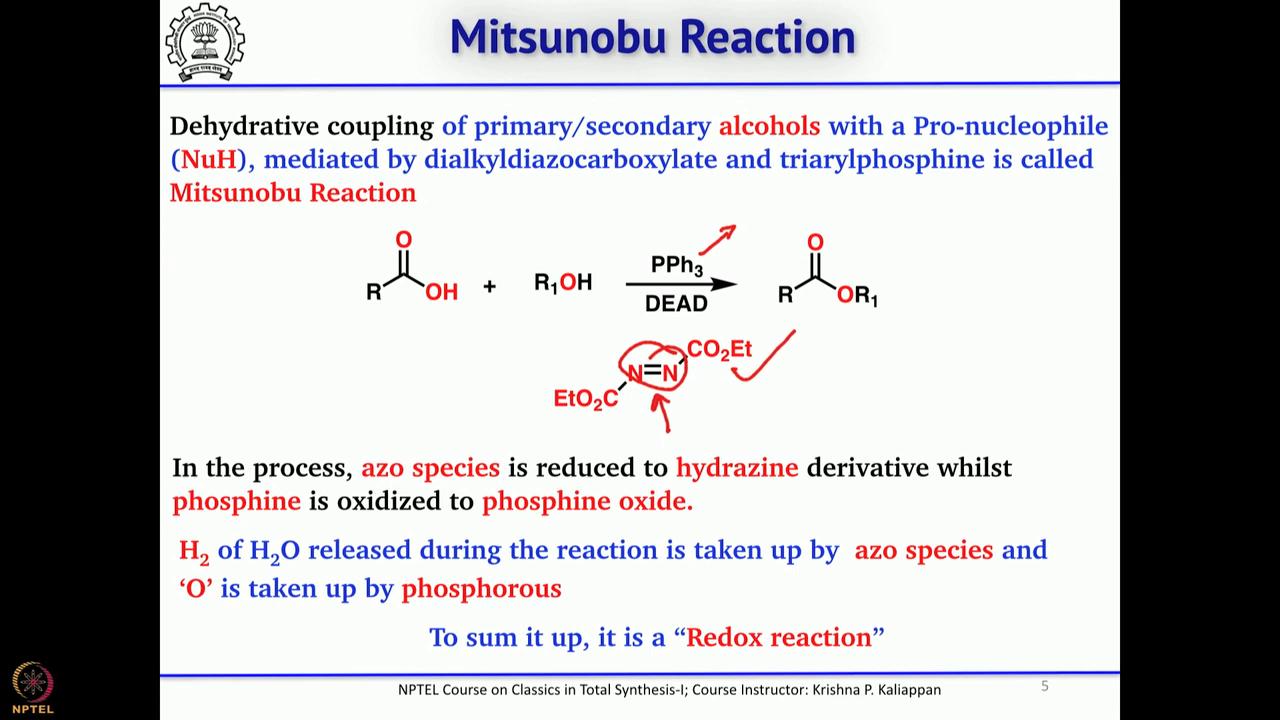 Mitsunobu Reaction
Dehydrative coupling of primary/secondary alcohols with a Pro-nucleophile
(NuH), mediated by dialkyldiazocarboxylate and triarylphosphine is called
Mitsunobu Reaction
O
R OH + R₁OH PPh₃ DEAD O R OR₁
CO₂Et
N=N
EtO₂C
In the process, azo species is reduced to hydrazine derivative whilst
phosphine is oxidized to phosphine oxide.
H₂ of H₂O released during the reaction is taken up by azo species and
‘O’ is taken up by phosphorous
To sum it up, it is a “Redox reaction”
NPTEL Course on Classics in Total Synthesis-I; Course Instructor: Krishna P. Kaliappan
5
NPTEL